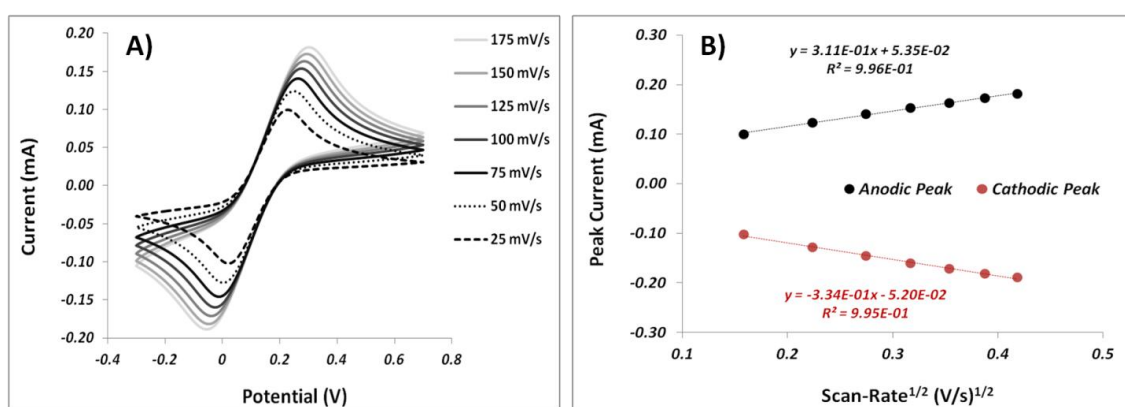 A)
0.20
0.15
0.10
0.05
0.00
-0.05
-0.10
-0.15
0.20
Current (mA)
-0.4
-0.2
0
0.2
0.4
0.6
0.8
Potential (V)
175 mV/s
150 mV/s
125 mV/s
100 mV/s
75 mV/s
50 mV/s
25 mV/s
B)
y = 3.11E-01x + 5.35E-02
R² = 9.96E-01
0.30
0.20
0.10
0.00
-0.10
-0.20
-0.30
Peak Current (mA)
Anodic Peak
Cathodic Peak
y = -3.34E-01x - 5.20E-02
R² = 9.95E-01
0.1
0.2
0.3
0.4
0.5
Scan-Rate¹/² (V/s)¹/²